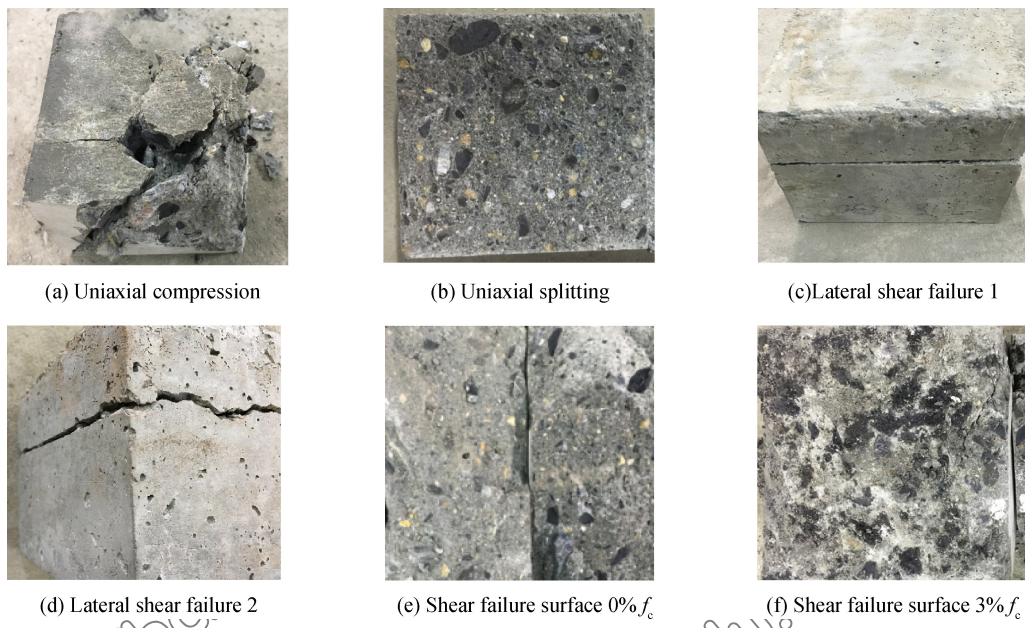 (a) Uniaxial compression
(b) Uniaxial splitting
(c)Lateral shear failure 1
(d) Lateral shear failure 2
(e) Shear failure surface 0% fc
(f) Shear failure surface 3% fc